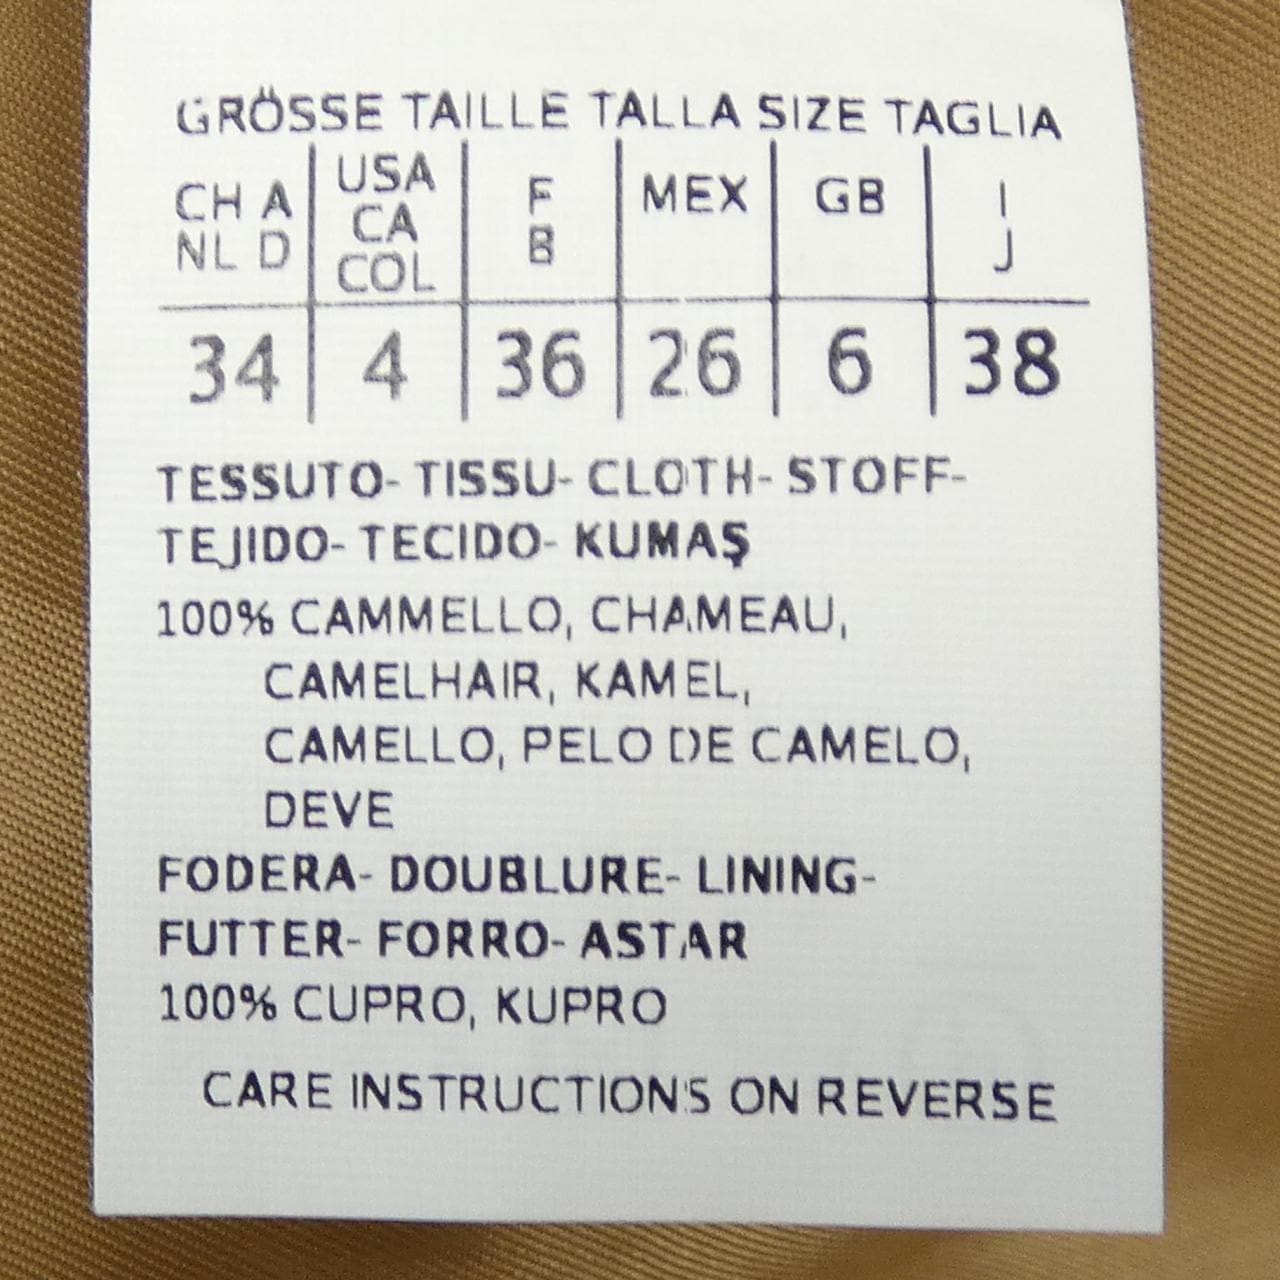 GRÖSSE TAILLE TALLA SIZE TAGLIA
CH A NL D | USA CA COL | F B | MEX | GB | I J
34 | 4 | 36 | 26 | 6 | 38
TESSUTO- TISSU- CLOTH- STOFF-
TEJIDO- TECIDO- KUMAŞ
100% CAMMELLO, CHAMEAU,
CAMELHAIR, KAMEL,
CAMELLO, PELO DE CAMELO,
DEVE
FODERA- DOUBLURE- LINING-
FUTTER- FORRO- ASTAR
100% CUPRO, KUPRO
CARE INSTRUCTIONS ON REVERSE